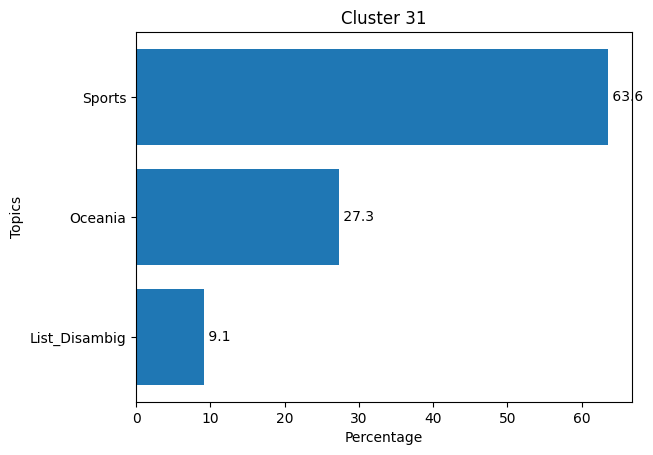 Cluster 31
Topics
Sports
63.6
Oceania
27.3
List_Disambig
9.1
0 10 20 30 40 50 60
Percentage